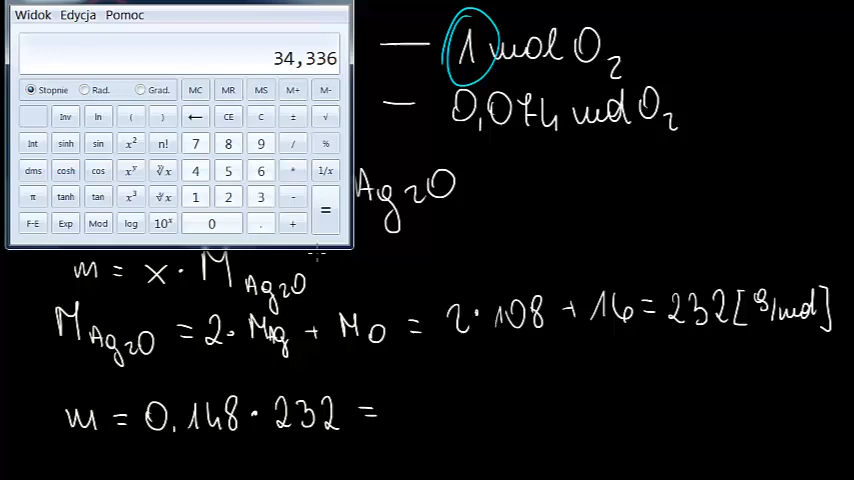 Widok Edycja Pomoc
34,336
Stopnie Rad. Grad. MC MR MS M+ M-
Inv ln ( ) ← CE C ± √
Int sinh sin x² n! 7 8 9 / %
dms cosh cos xʸ ʸ√x 4 5 6 * 1/x
π tanh tan x³ ³√x 1 2 3 - =
F-E Exp Mod log 10ˣ 0 . +
— 1 mol O₂
— 0,074 mol O₂
Ag₂O
m = x · M Ag₂O
M Ag₂O = 2 · M Ag + M O = 2 · 108 + 16 = 232 [g/mol]
m = 0,148 · 232 =